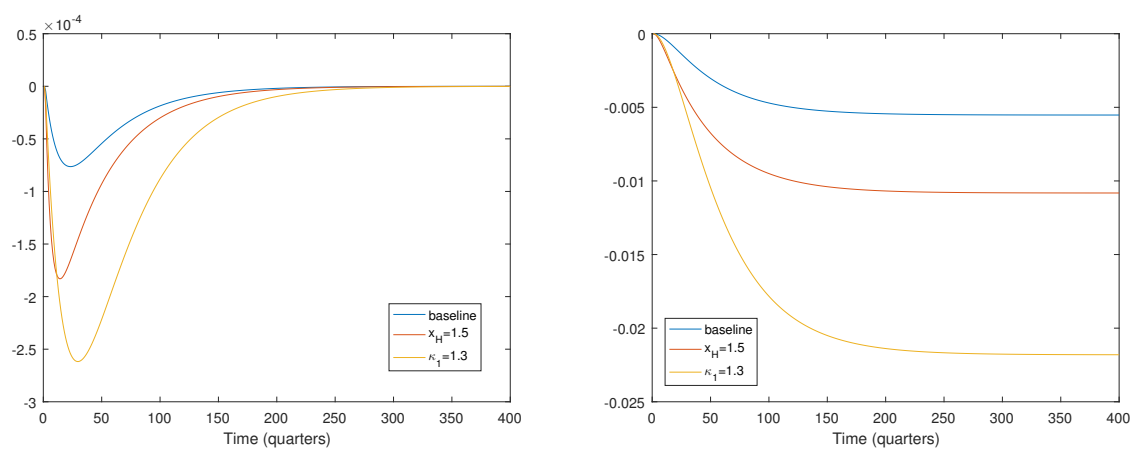 ×10⁻⁴
0.5
0
-0.5
-1
-1.5
-2
-2.5
-3
0 50 100 150 200 250 300 350 400
Time (quarters)
baseline
x_H=1.5
κ_1=1.3
0
-0.005
-0.01
-0.015
-0.02
-0.025
0 50 100 150 200 250 300 350 400
Time (quarters)
baseline
x_H=1.5
κ_1=1.3